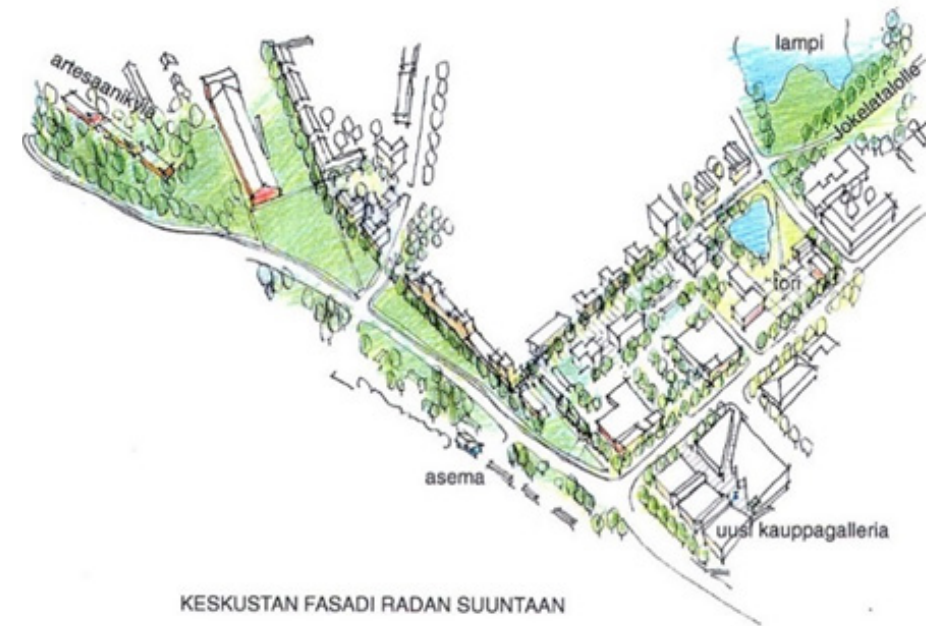 lampi
artesaanikylä
Jokelatalolle
tori
asema
uusi kauppagalleria
KESKUSTAN FASADI RADAN SUUNTAAN